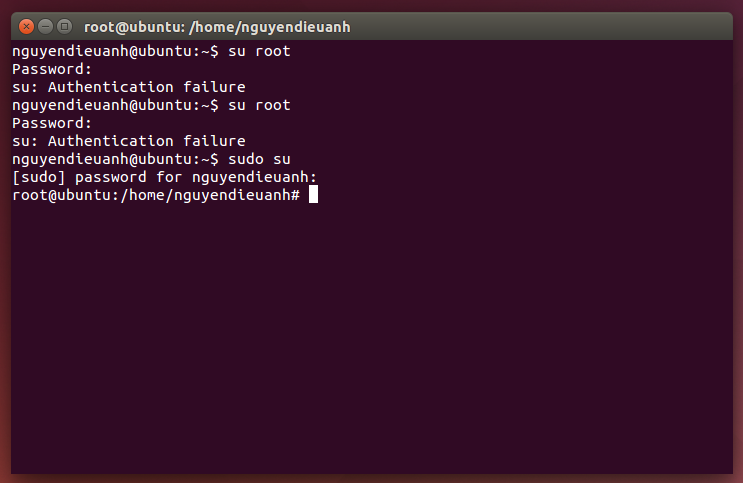 root@ubuntu: /home/nguyendieuanh
nguyendieuanh@ubuntu:~$ su root
Password:
su: Authentication failure
nguyendieuanh@ubuntu:~$ su root
Password:
su: Authentication failure
nguyendieuanh@ubuntu:~$ sudo su
[sudo] password for nguyendieuanh:
root@ubuntu:/home/nguyendieuanh#